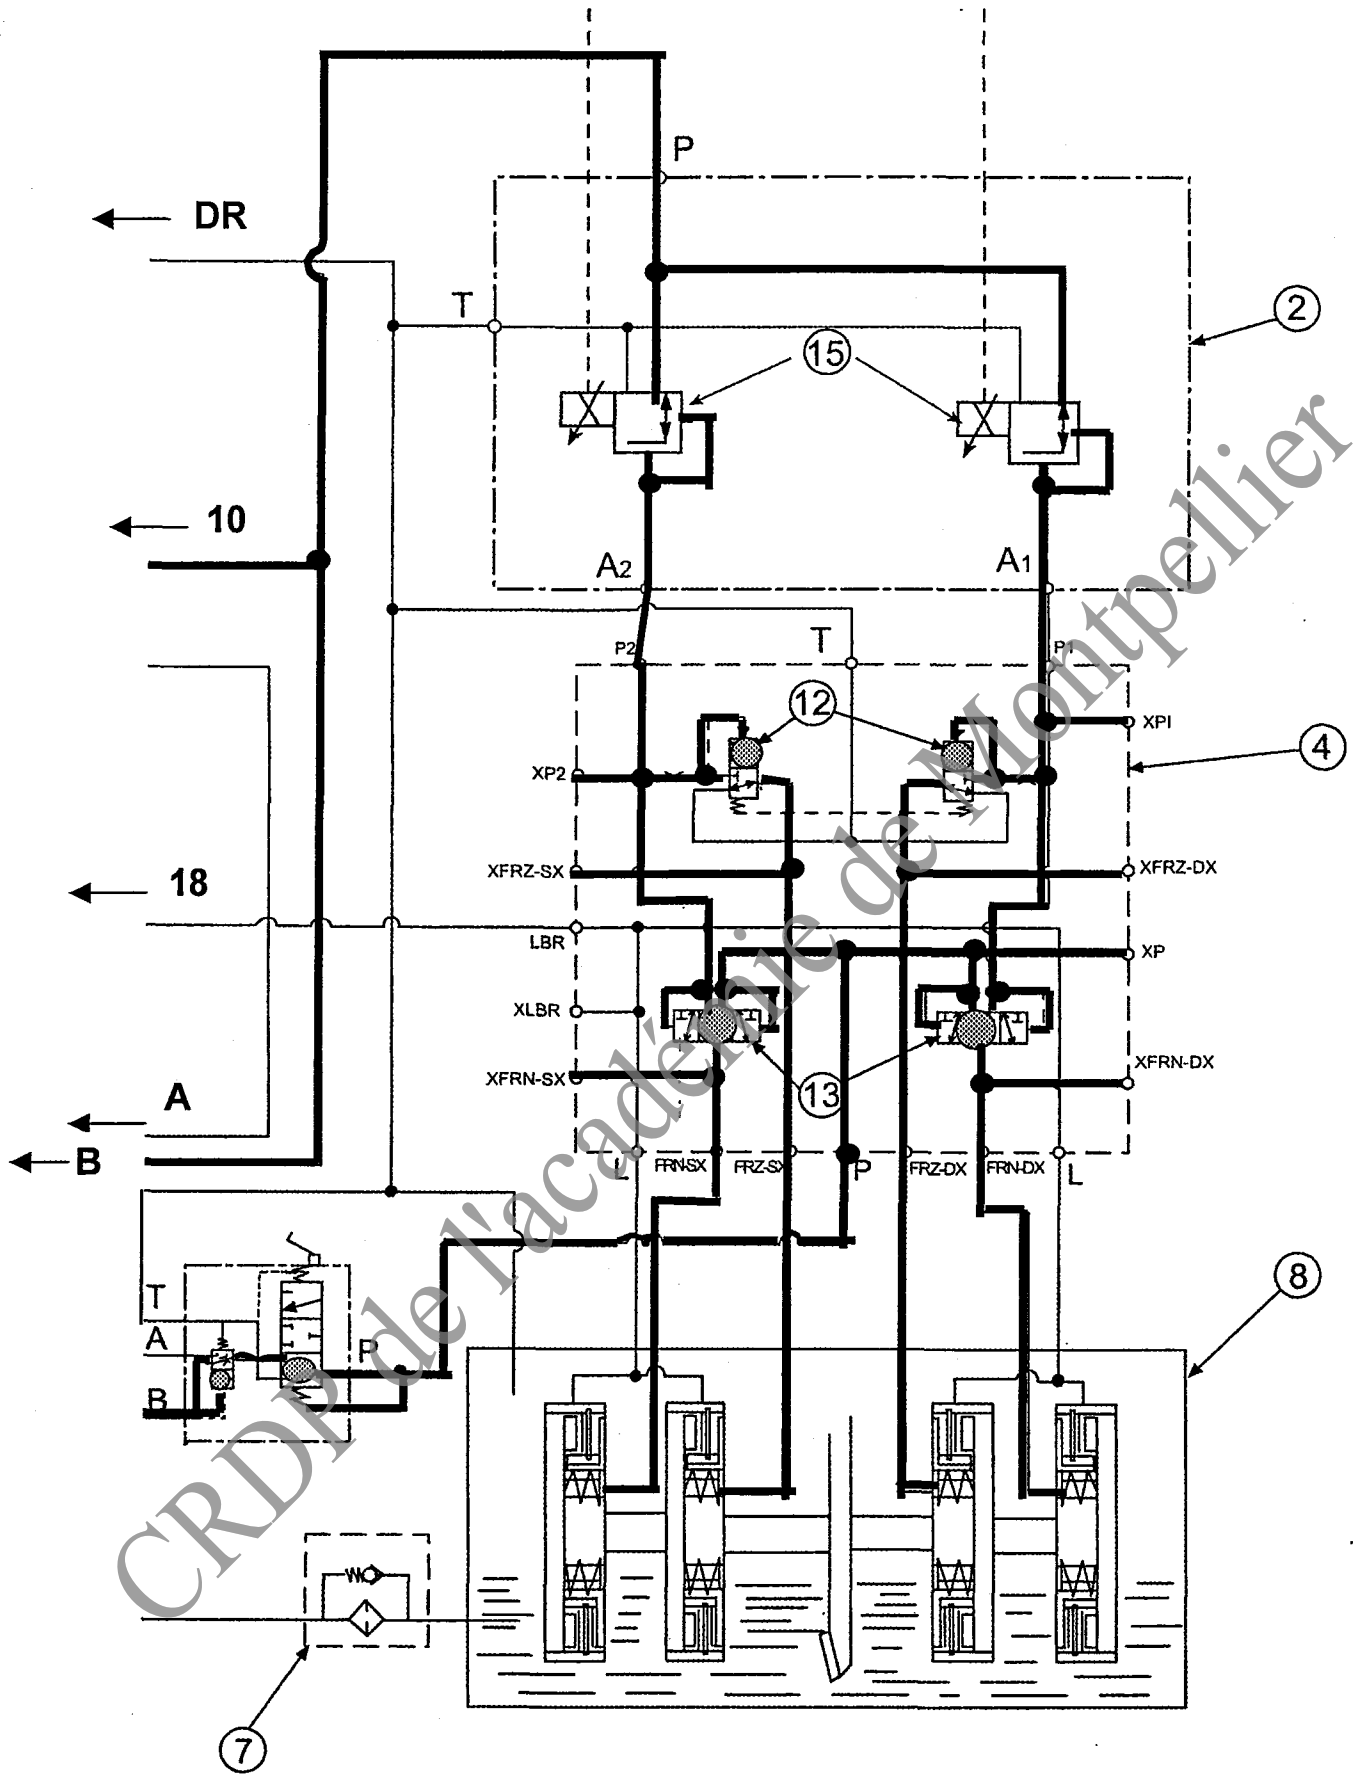 P
DR
T
2
15
10
A2
A1
P2
T
P1
12
XPI
XP2
4
XFRZ-SX
XFRZ-DX
18
LBR
XP
XLBR
XFRN-SX
XFRN-DX
13
A
B
L
FRN-SX
FRZ-SX
P
FRZ-DX
FRN-DX
L
8
T
A
P
B
7
CRDP de l'académie de Montpellier